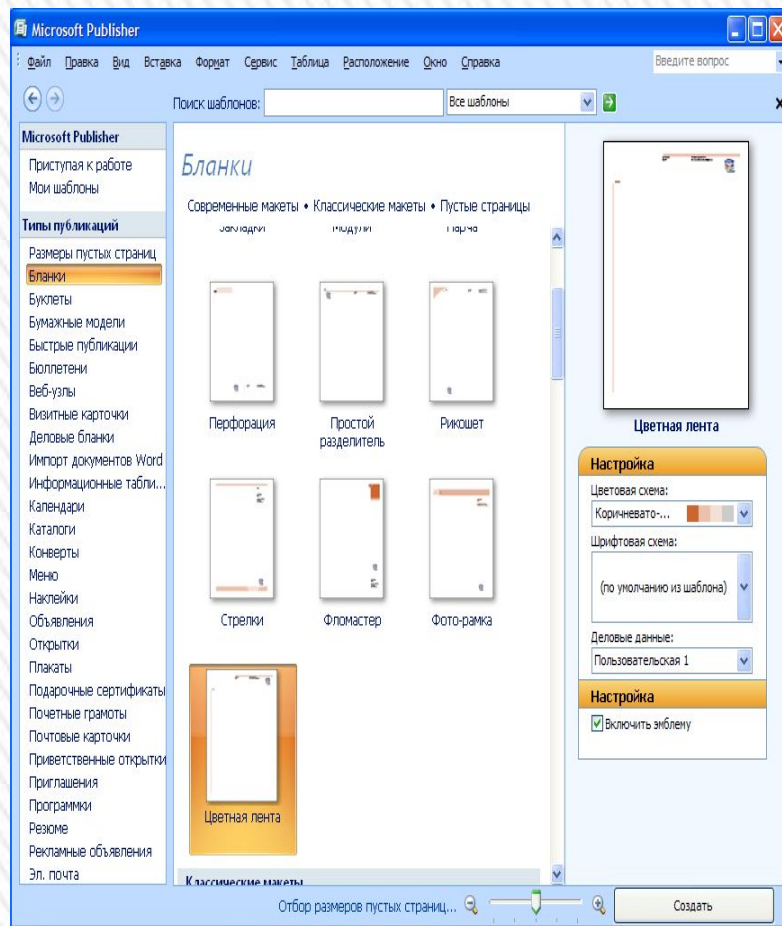 Microsoft Publisher
Файл Правка Вид Вставка Формат Сервис Таблица Расположение Окно Справка Введите вопрос
Поиск шаблонов: Все шаблоны
Microsoft Publisher
Приступая к работе
Мои шаблоны
Типы публикаций
Размеры пустых страниц
Бланки
Буклеты
Бумажные модели
Быстрые публикации
Бюллетени
Веб-узлы
Визитные карточки
Деловые бланки
Импорт документов Word
Информационные табли...
Календари
Каталоги
Конверты
Меню
Наклейки
Объявления
Открытки
Плакаты
Подарочные сертификаты
Почетные грамоты
Почтовые карточки
Приветственные открытки
Приглашения
Программки
Резюме
Рекламные объявления
Эл. почта
Бланки
Современные макеты • Классические макеты • Пустые страницы
Закладки Модули Парча
Перфорация Простой разделитель Рикошет
Стрелки Фломастер Фото-рамка
Цветная лента
Классические макеты
Цветная лента
Настройка
Цветовая схема:
Коричневато-...
Шрифтовая схема:
(по умолчанию из шаблона)
Деловые данные:
Пользовательская 1
Настройка
Включить эмблему
Отбор размеров пустых страниц... Создать